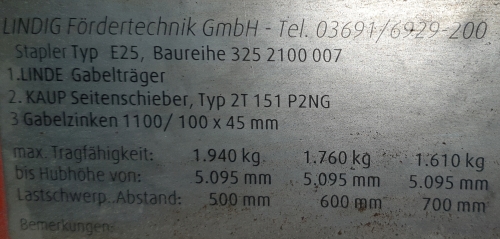 LINDIG Fördertechnik GmbH - Tel. 03691/6929-200
Stapler Typ E25, Baureihe 325 2100 007
1.LINDE Gabelträger
2. KAUP Seitenschieber, Typ 2T 151 P2NG
3 Gabelzinken 1100/ 100 x 45 mm
max. Tragfähigkeit: 1.940 kg 1.760 kg 1.610 kg
bis Hubhöhe von: 5.095 mm 5.095 mm 5.095 mm
Lastschwerp..Abstand: 500 mm 600 mm 700 mm
Bemerkungen: